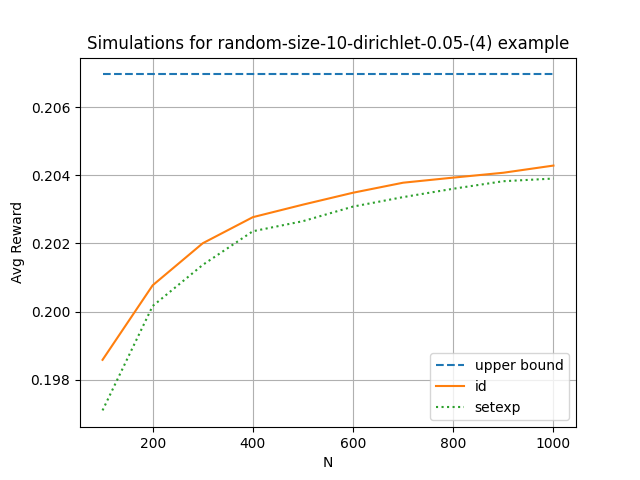 Simulations for random-size-10-dirichlet-0.05-(4) example
Avg Reward
0.206
0.204
0.202
0.200
0.198
upper bound
id
setexp
200
400
600
800
1000
N